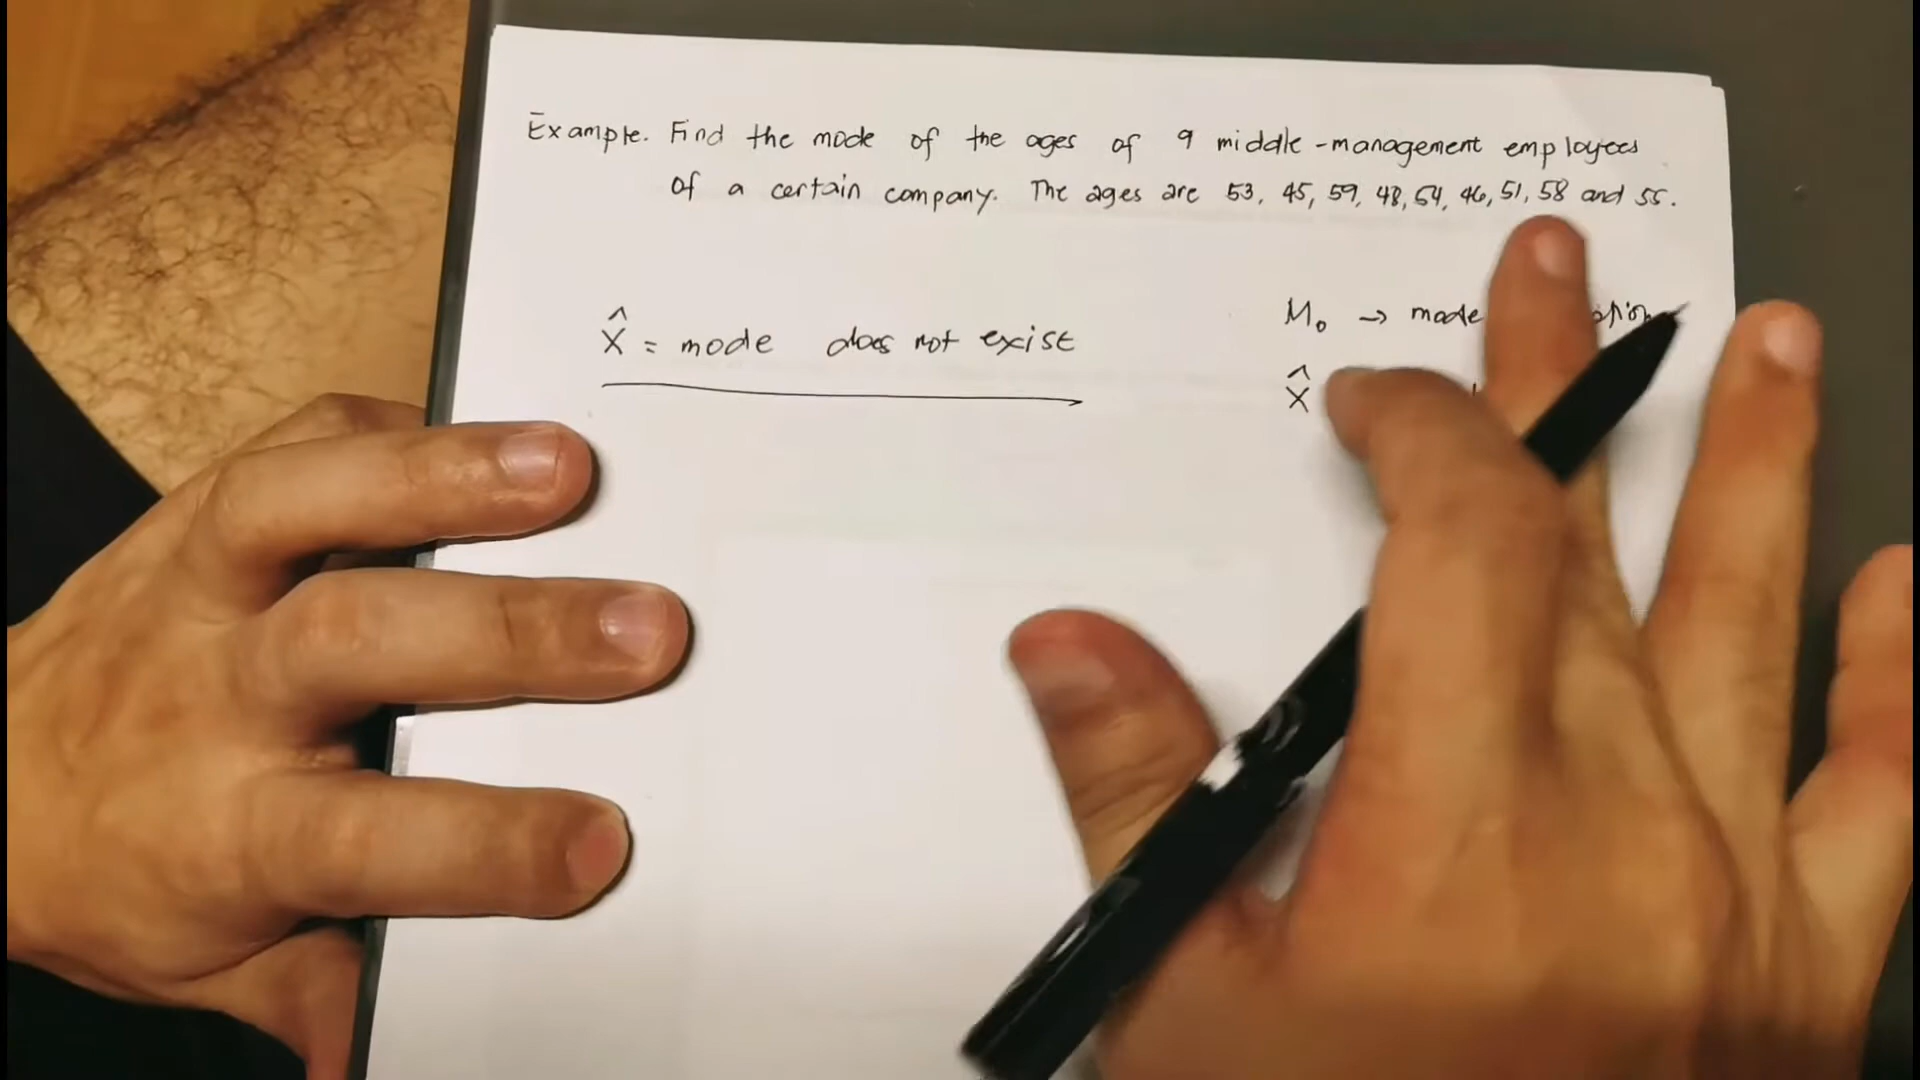 Example. Find the mode of the ages of 9 middle-management employees
of a certain company. The ages are 53, 45, 59, 48, 54, 46, 51, 58 and 55.
M₀ → mode
X̂ = mode does not exist
X̂